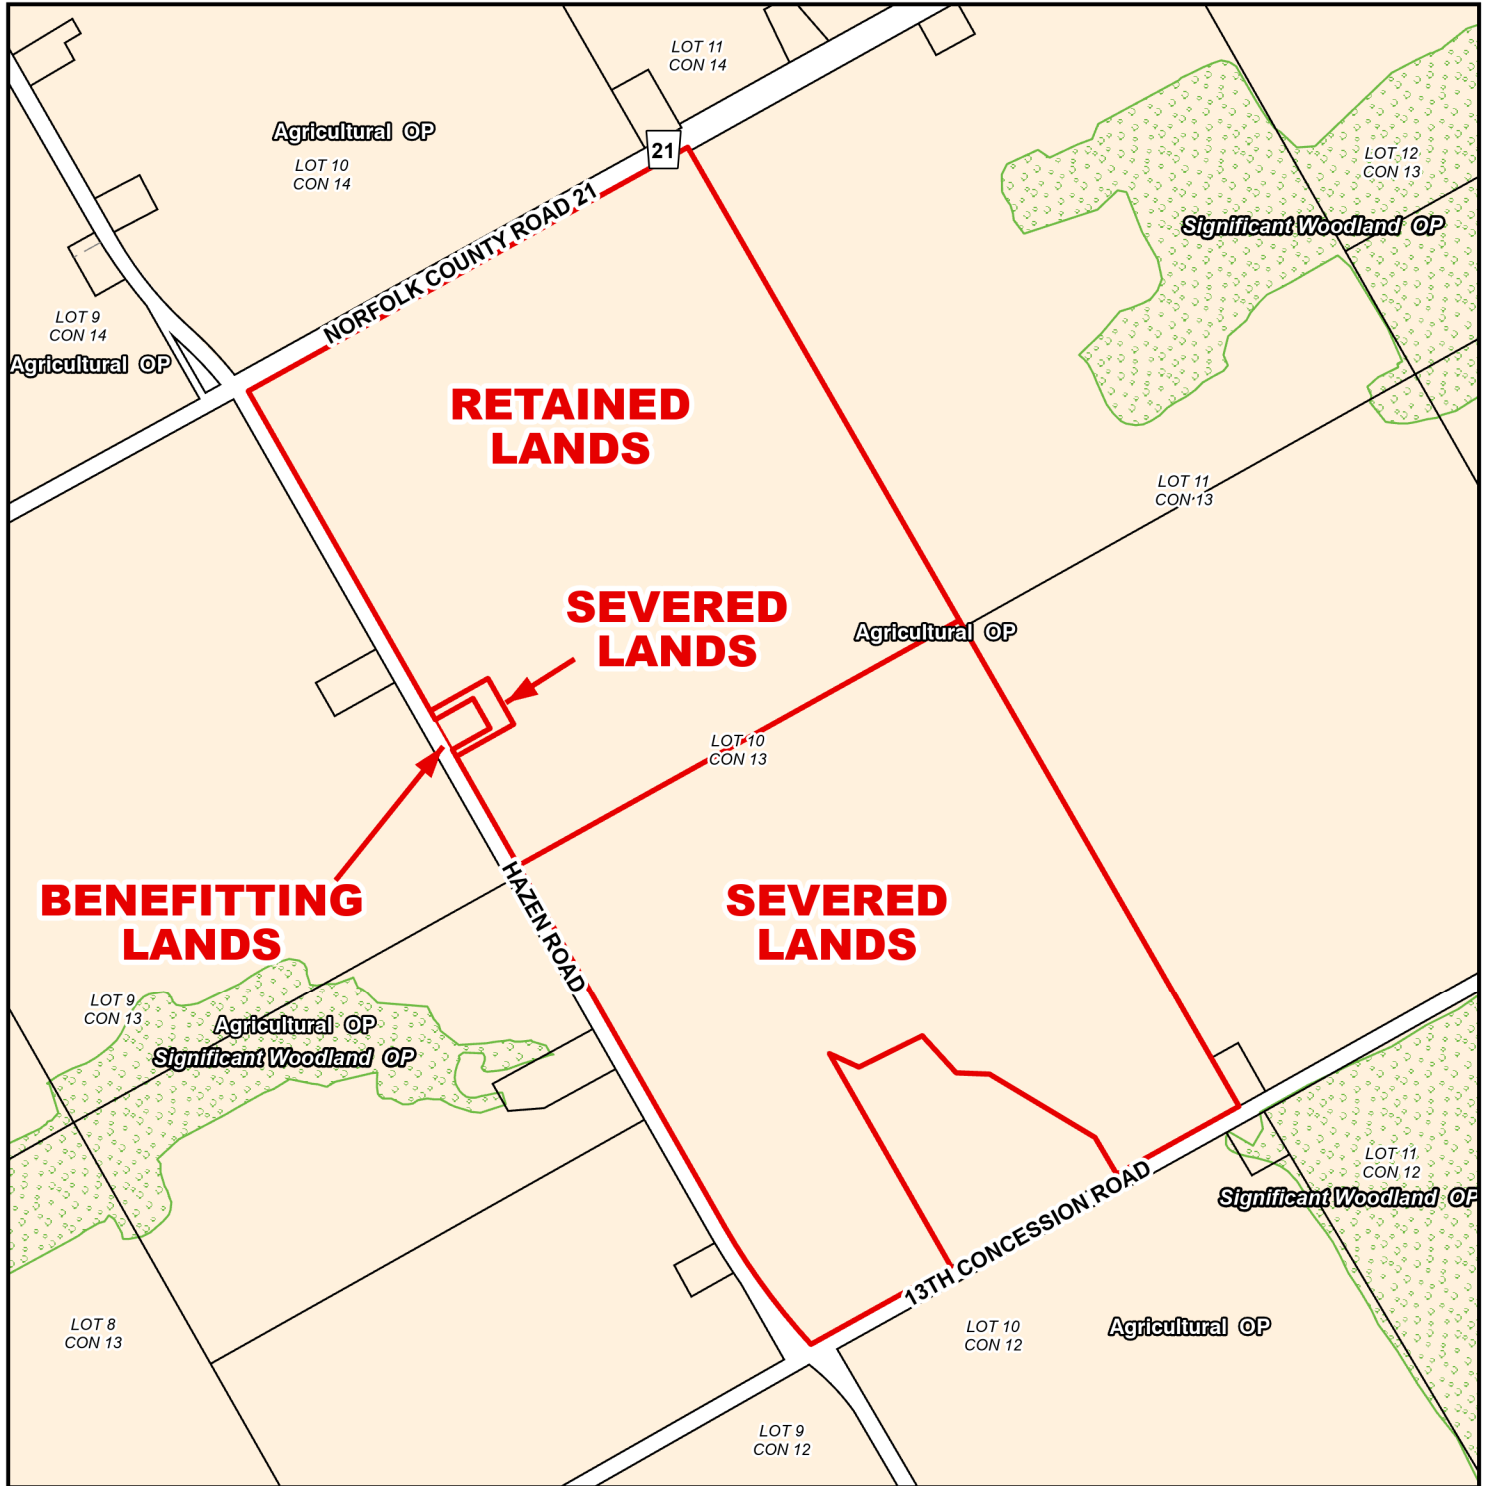 LOT 11
CON 14
Agricultural OP
LOT 10
CON 14
21
LOT 12
CON 13
NORFOLK COUNTY ROAD 21
Significant Woodland OP
LOT 9
CON 14
Agricultural OP
RETAINED
LANDS
LOT 11
CON 13
SEVERED
LANDS
Agricultural OP
LOT 10
CON 13
BENEFITTING
LANDS
HAZEN ROAD
SEVERED
LANDS
LOT 9
CON 13
Agricultural OP
Significant Woodland OP
LOT 11
CON 12
Significant Woodland OP
13TH CONCESSION ROAD
LOT 8
CON 13
LOT 10
CON 12
Agricultural OP
LOT 9
CON 12